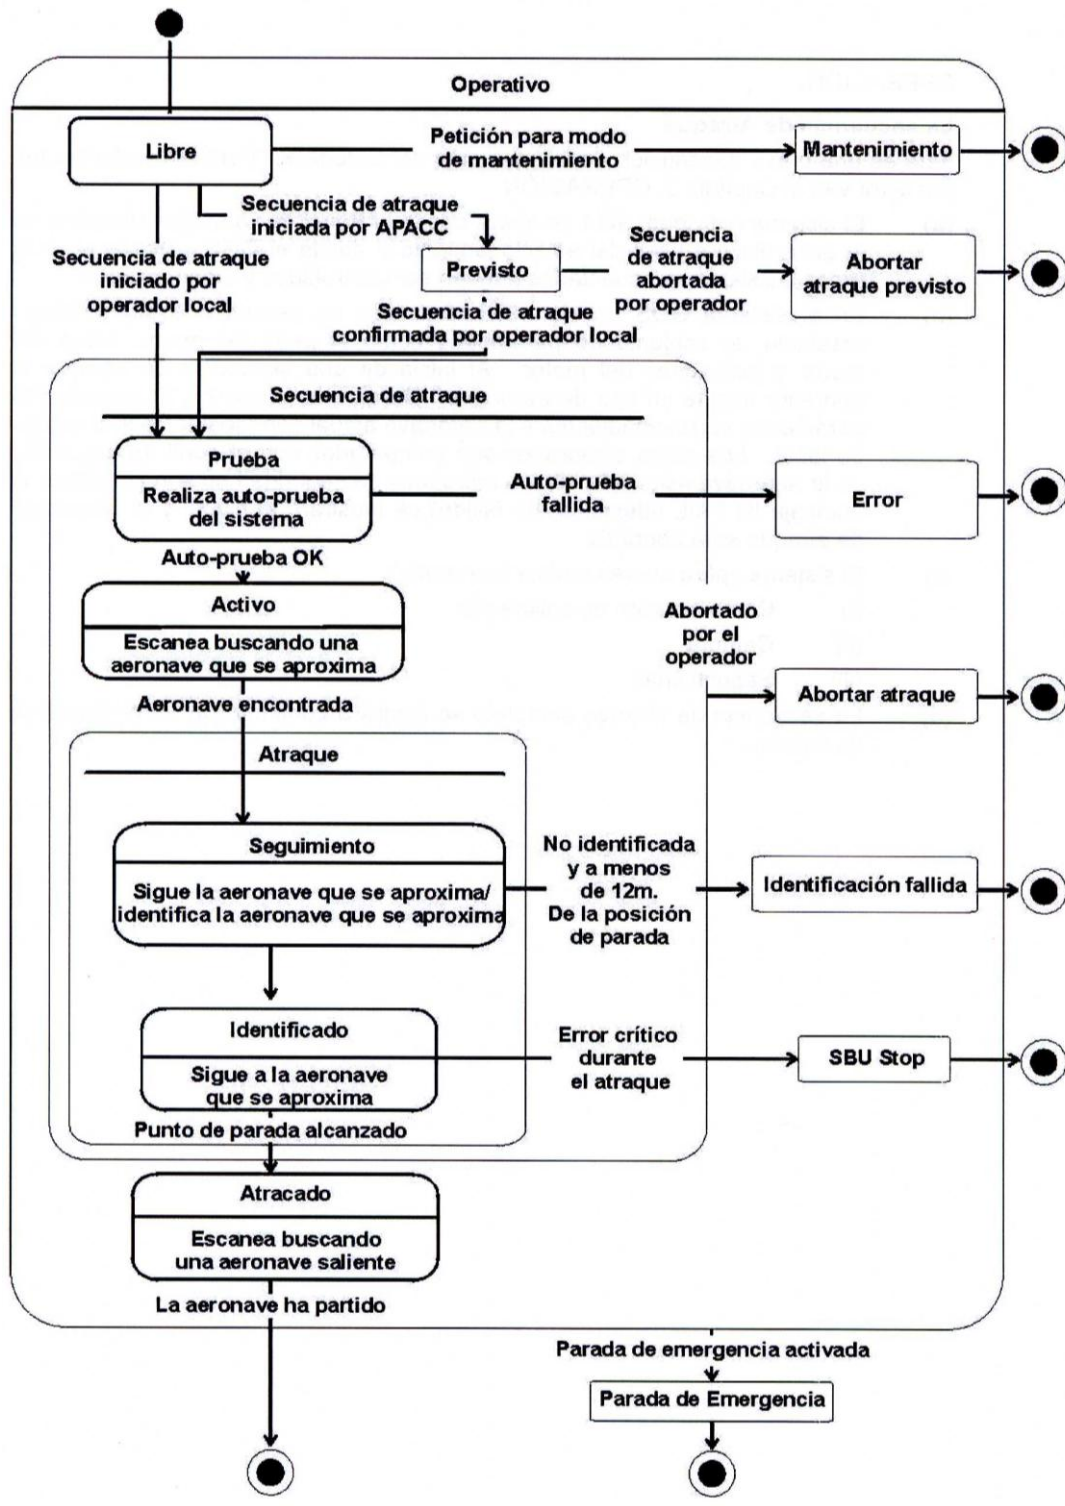 Operativo
Libre
Petición para modo
de mantenimiento
Mantenimiento
Secuencia de atraque
iniciada por APACC
Secuencia de atraque
iniciado por
operador local
Previsto
Secuencia
de atraque
abortada
por operador
Abortar
atraque previsto
Secuencia de atraque
confirmada por operador local
Secuencia de atraque
Prueba
Realiza auto-prueba
del sistema
Auto-prueba
fallida
Error
Auto-prueba OK
Activo
Escanea buscando una
aeronave que se aproxima
Abortado
por el
operador
Abortar atraque
Aeronave encontrada
Atraque
Seguimiento
Sigue la aeronave que se aproxima/
identifica la aeronave que se aproxima
No identificada
y a menos
de 12m.
De la posición
de parada
Identificación fallida
Identificado
Sigue a la aeronave
que se aproxima
Error crítico
durante
el atraque
SBU Stop
Punto de parada alcanzado
Atracado
Escanea buscando
una aeronave saliente
La aeronave ha partido
Parada de emergencia activada
Parada de Emergencia